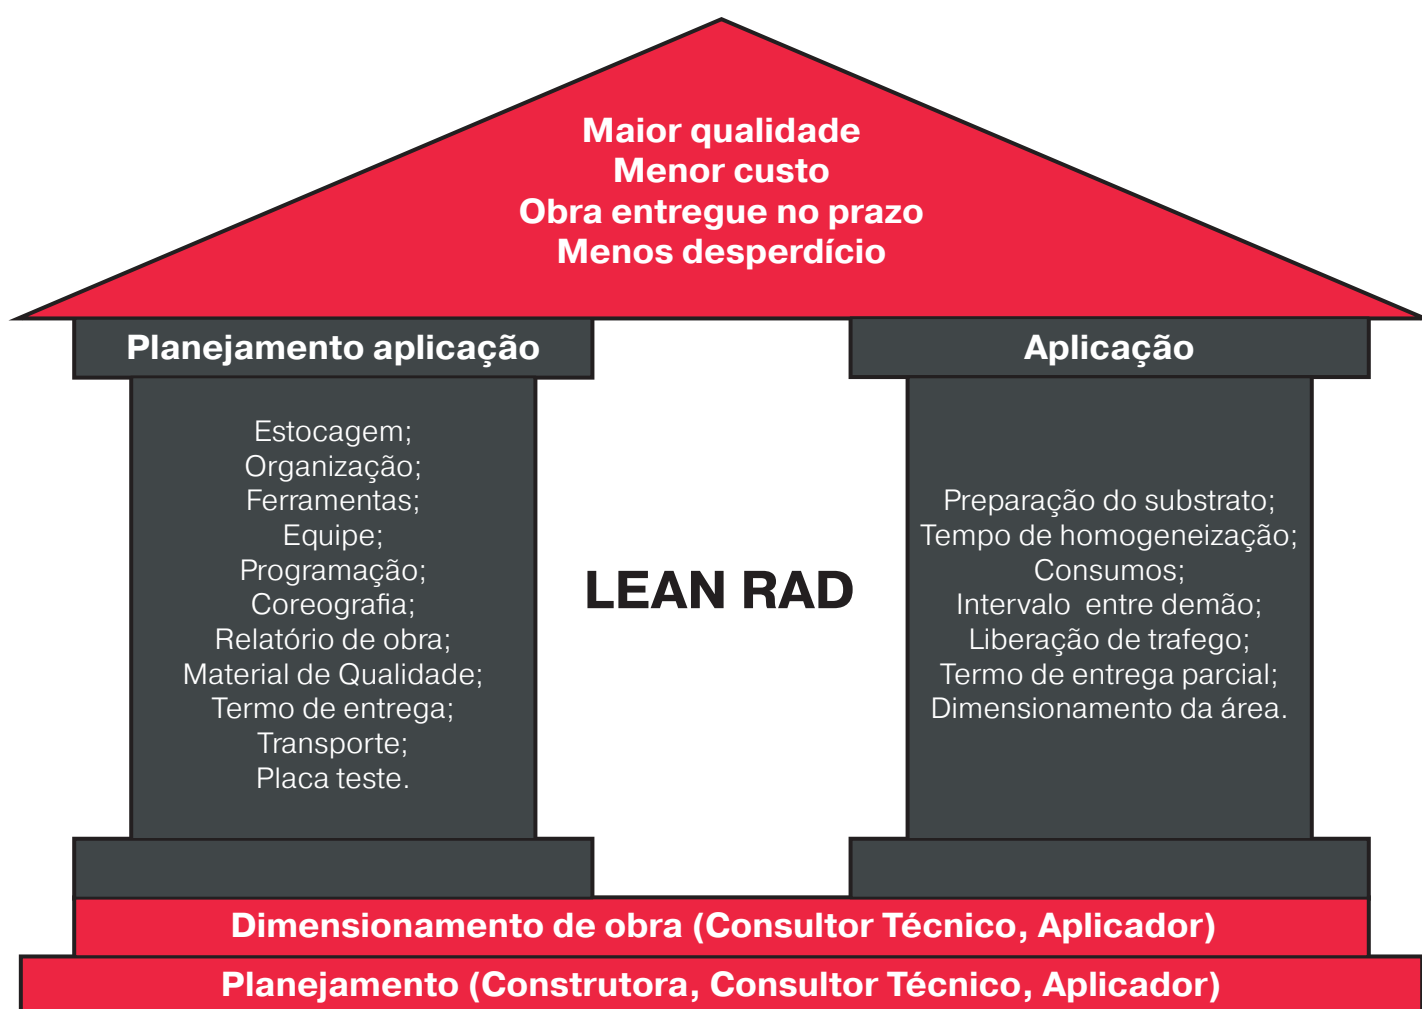 Maior qualidade
Menor custo
Obra entregue no prazo
Menos desperdício
Planejamento aplicação
Estocagem;
Organização;
Ferramentas;
Equipe;
Programação;
Coreografia;
Relatório de obra;
Material de Qualidade;
Termo de entrega;
Transporte;
Placa teste.
LEAN RAD
Aplicação
Preparação do substrato;
Tempo de homogeneização;
Consumos;
Intervalo entre demão;
Liberação de trafego;
Termo de entrega parcial;
Dimensionamento da área.
Dimensionamento de obra (Consultor Técnico, Aplicador)
Planejamento (Construtora, Consultor Técnico, Aplicador)